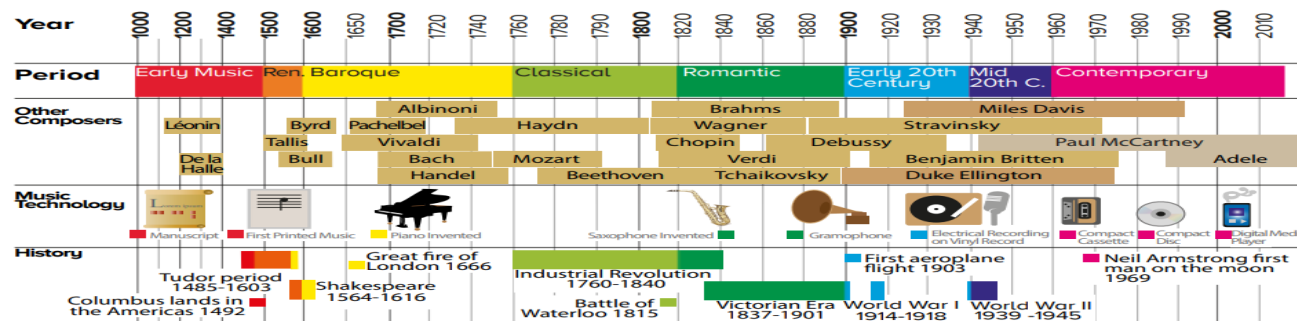 Year
1000
1200
1400
1500
1600
1650
1700
1720
1740
1760
1780
1790
1800
1820
1840
1860
1880
1900
1920
1940
1950
1960
1970
1980
1990
2000
2010
Period
Early Music
Ren.
Baroque
Classical
Romantic
Early 20th
Century
Mid
20th C.
Contemporary
Other
Composers
Albinoni
Brahms
Miles Davis
Léonin
Byrd
Pachelbel
Haydn
Wagner
Stravinsky
Tallis
Vivaldi
Chopin
Debussy
Paul McCartney
De la
Halle
Bull
Bach
Mozart
Verdi
Benjamin Britten
Adele
Handel
Beethoven
Tchaikovsky
Duke Ellington
Music
Technology
Manuscript
First Printed Music
Piano Invented
Saxophone Invented
Gramophone
Electrical Recording
on Vinyl Record
Compact
Cassette
Compact
Disc
Digital Med
Player
History
Tudor period
1485-1603
Columbus lands in
the Americas 1492
Shakespeare
1564-1616
Great fire of
London 1666
Industrial Revolution
1760-1840
Battle of
Waterloo 1815
Victorian Era
1837-1901
First aeroplane
flight 1903
World War I
1914-1918
World War II
1939 -1945
Neil Armstrong first
man on the moon
1969